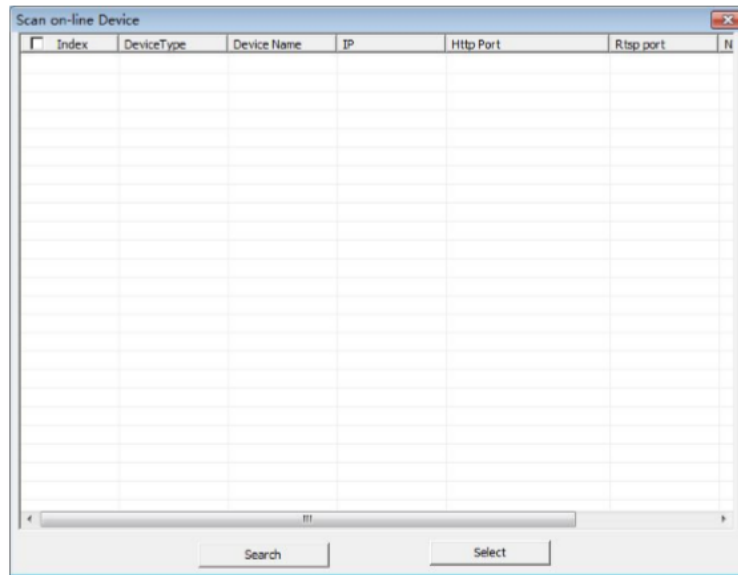 Scan on-line Device
Index DeviceType Device Name IP Http Port Rtsp port N
Search Select